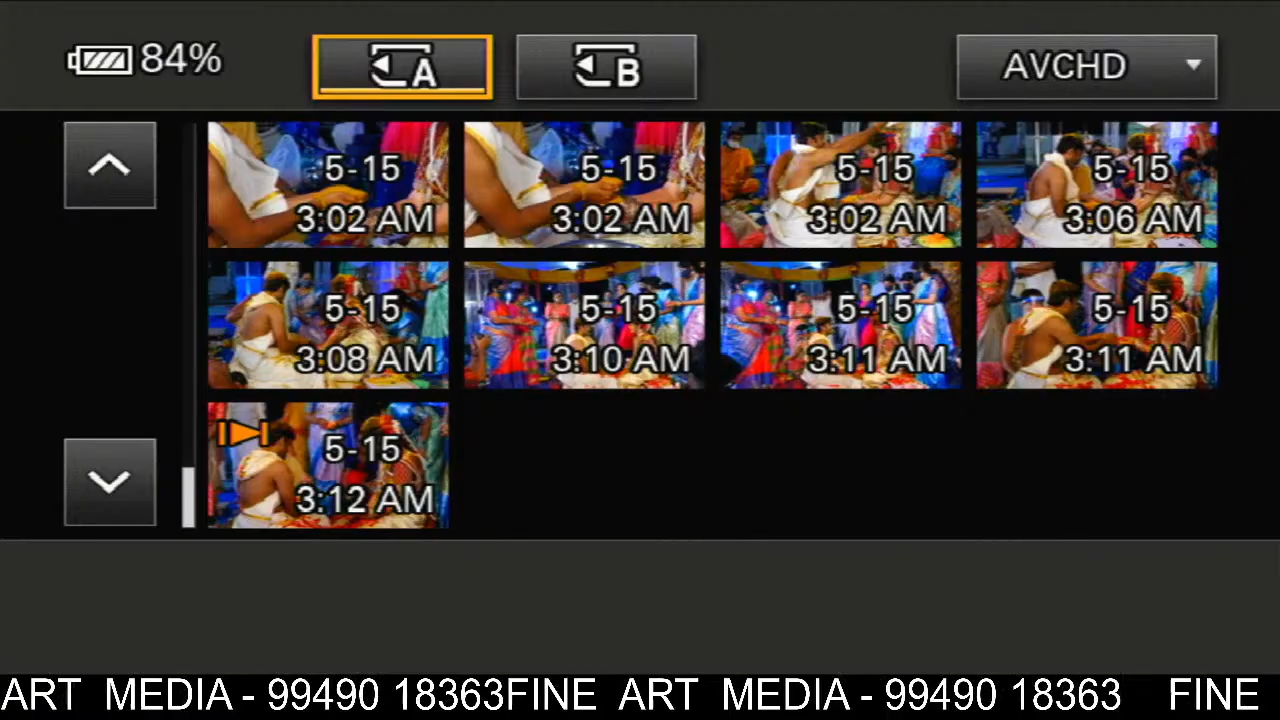 84%
A
B
AVCHD
5-15
3:02 AM
5-15
3:02 AM
5-15
3:02 AM
5-15
3:06 AM
5-15
3:08 AM
5-15
3:10 AM
5-15
3:11 AM
5-15
3:11 AM
5-15
3:12 AM
ART MEDIA - 99490 18363FINE ART MEDIA - 99490 18363 FINE